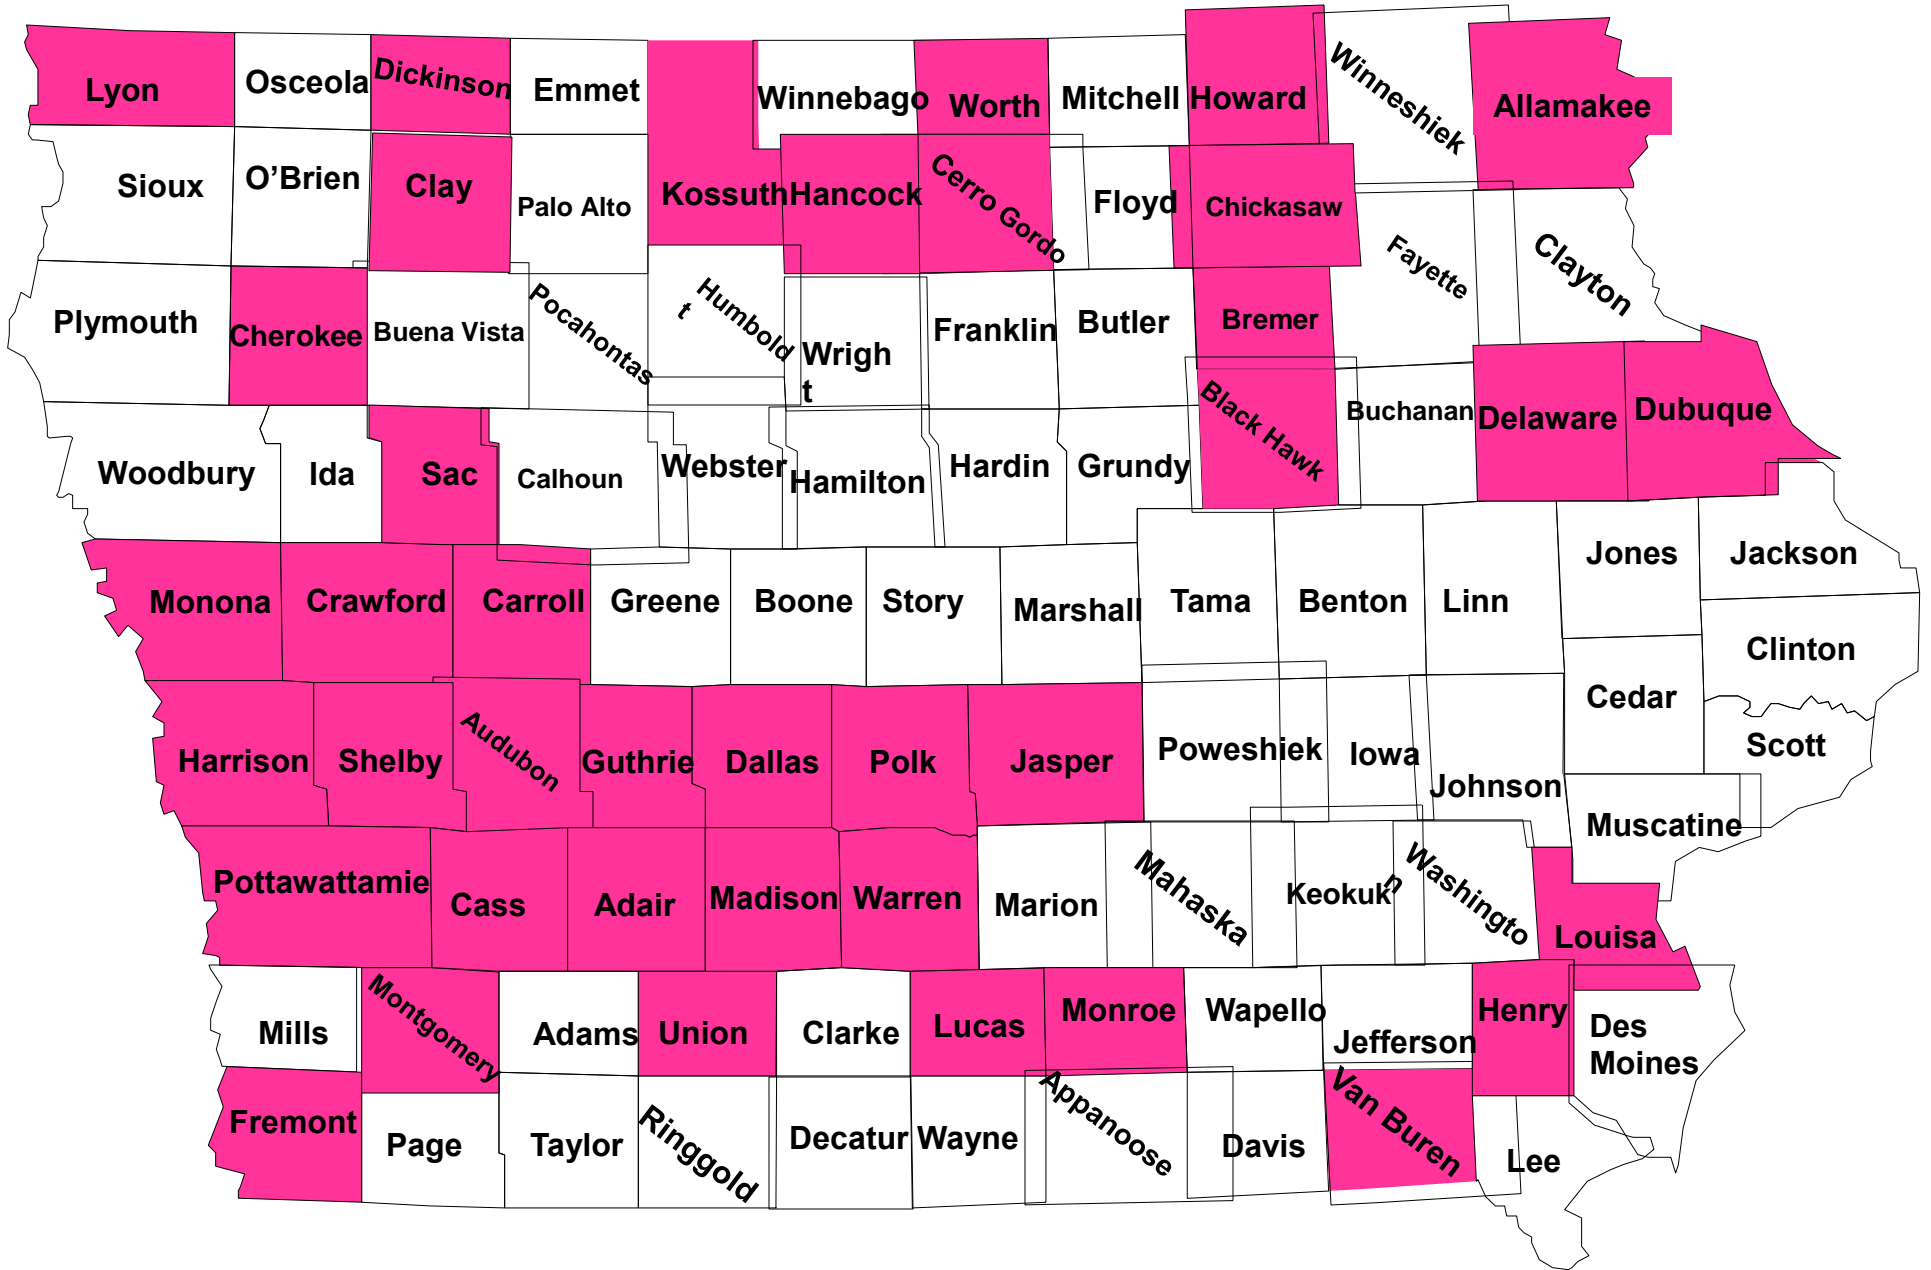 Lyon
Osceola
Dickinson
Emmet
Winnebago
Worth
Mitchell
Howard
Winneshiek
Allamakee
Sioux
O’Brien
Clay
Palo Alto
Kossuth
Hancock
Cerro Gordo
Floyd
Chickasaw
Fayette
Clayton
Plymouth
Cherokee
Buena Vista
Pocahontas
Humbold
t
Wrigh
t
Franklin
Butler
Bremer
Black Hawk
Buchanan
Delaware
Dubuque
Woodbury
Ida
Sac
Calhoun
Webster
Hamilton
Hardin
Grundy
Jones
Jackson
Monona
Crawford
Carroll
Greene
Boone
Story
Marshall
Tama
Benton
Linn
Clinton
Cedar
Harrison
Shelby
Audubon
Guthrie
Dallas
Polk
Jasper
Poweshiek
Iowa
Johnson
Scott
Muscatine
Pottawattamie
Cass
Adair
Madison
Warren
Marion
Mahaska
Keokuk
Washingto
n
Louisa
Mills
Montgomery
Adams
Union
Clarke
Lucas
Monroe
Wapello
Jefferson
Henry
Des
Moines
Fremont
Page
Taylor
Ringgold
Decatur
Wayne
Appanoose
Davis
Van Buren
Lee